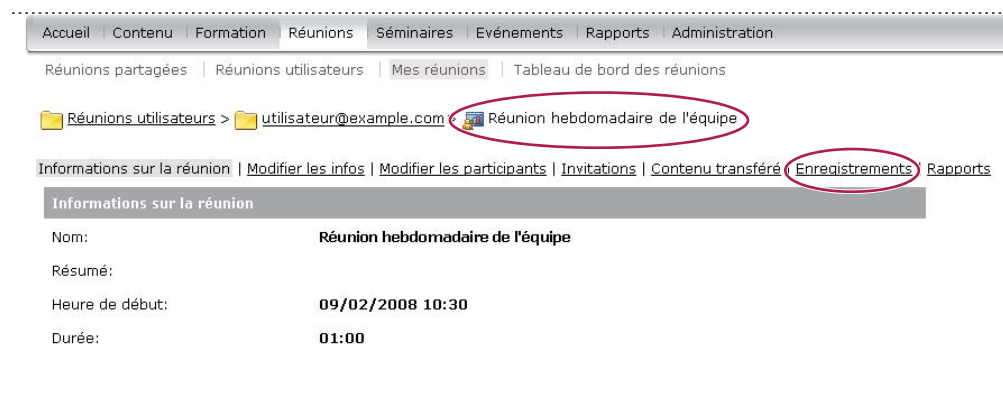 Accueil | Contenu | Formation | Réunions | Séminaires | Evénements | Rapports | Administration
Réunions partagées | Réunions utilisateurs | Mes réunions | Tableau de bord des réunions
Réunions utilisateurs > utilisateur@example.com > Réunion hebdomadaire de l'équipe
Informations sur la réunion | Modifier les infos | Modifier les participants | Invitations | Contenu transféré | Enregistrements | Rapports
Informations sur la réunion
Nom: Réunion hebdomadaire de l'équipe
Résumé:
Heure de début: 09/02/2008 10:30
Durée: 01:00